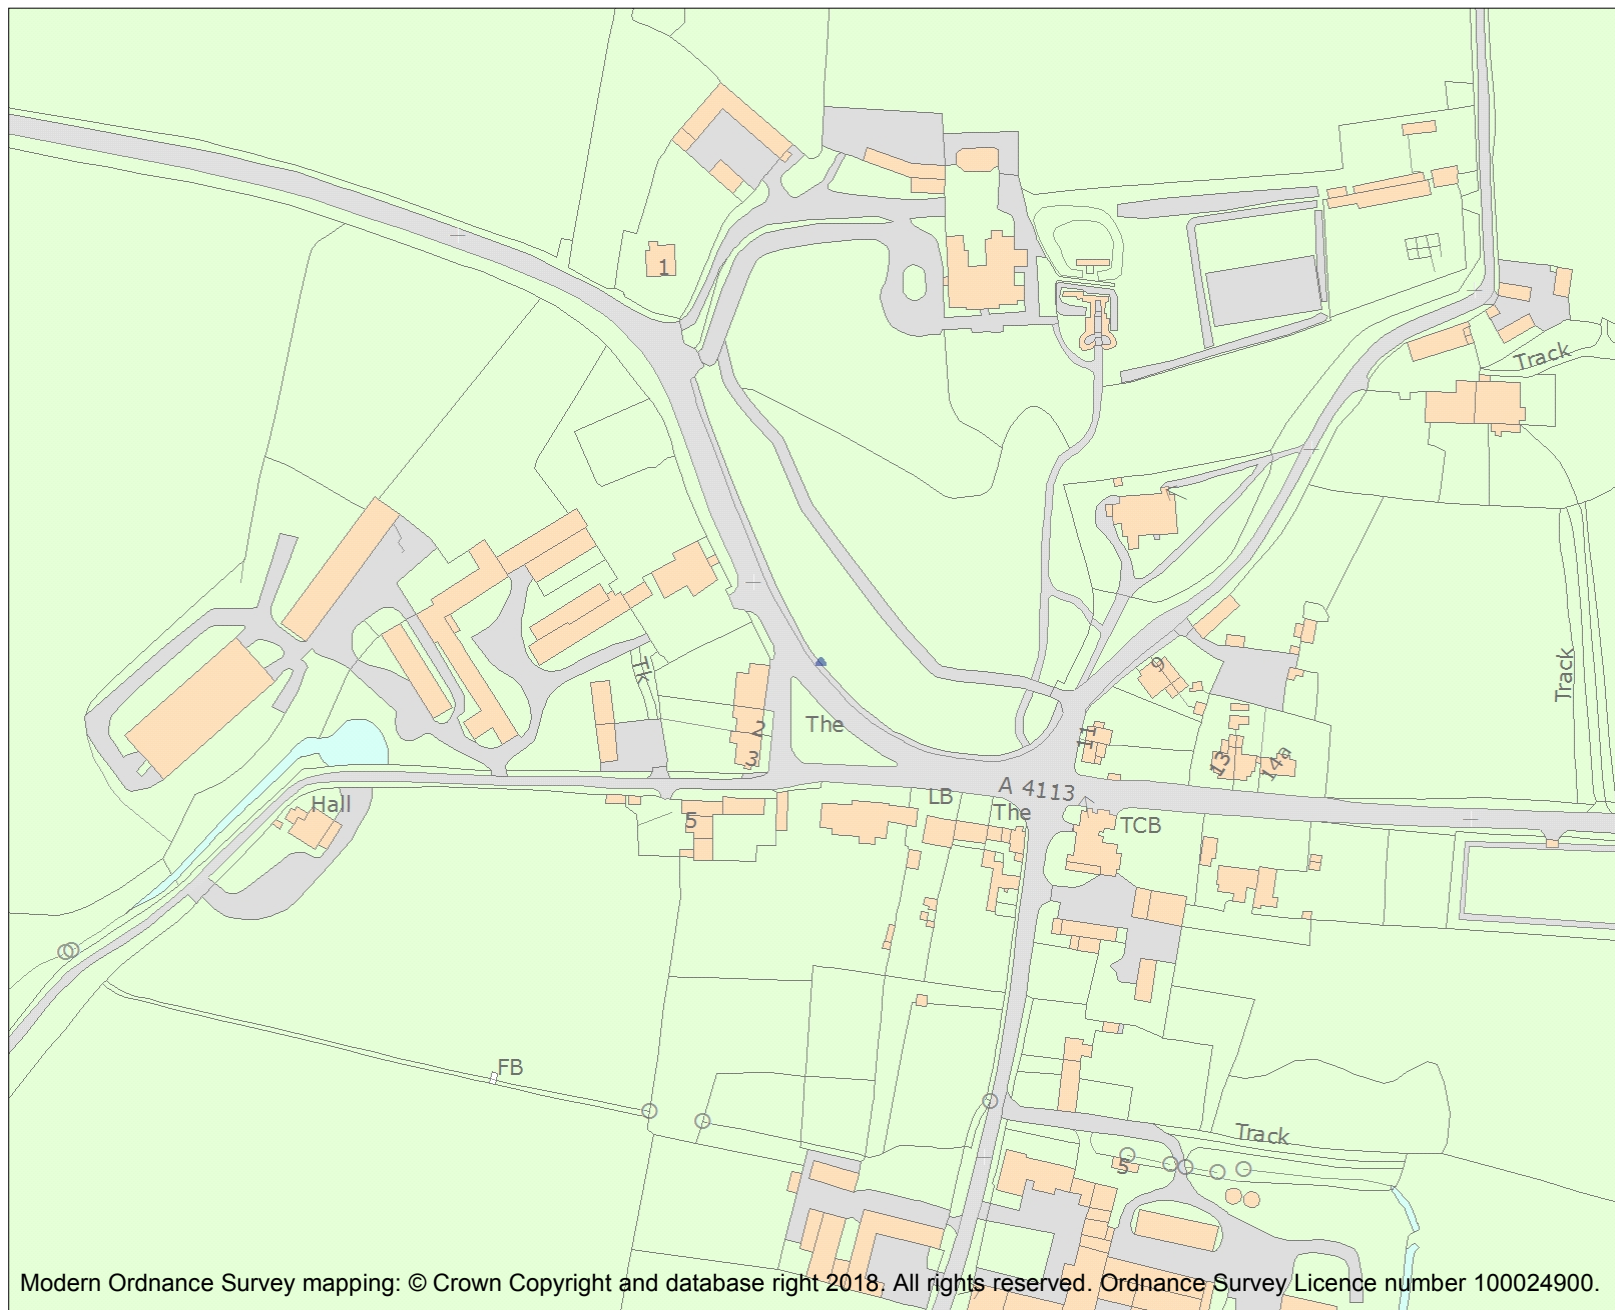 1
Track
9
Track
Tk
The
2
11
3
13
14a
A 4113
LB
Hall
The
5
TCB
FB
Track
5
Modern Ordnance Survey mapping: © Crown Copyright and database right 2018. All rights reserved. Ordnance Survey Licence number 100024900.